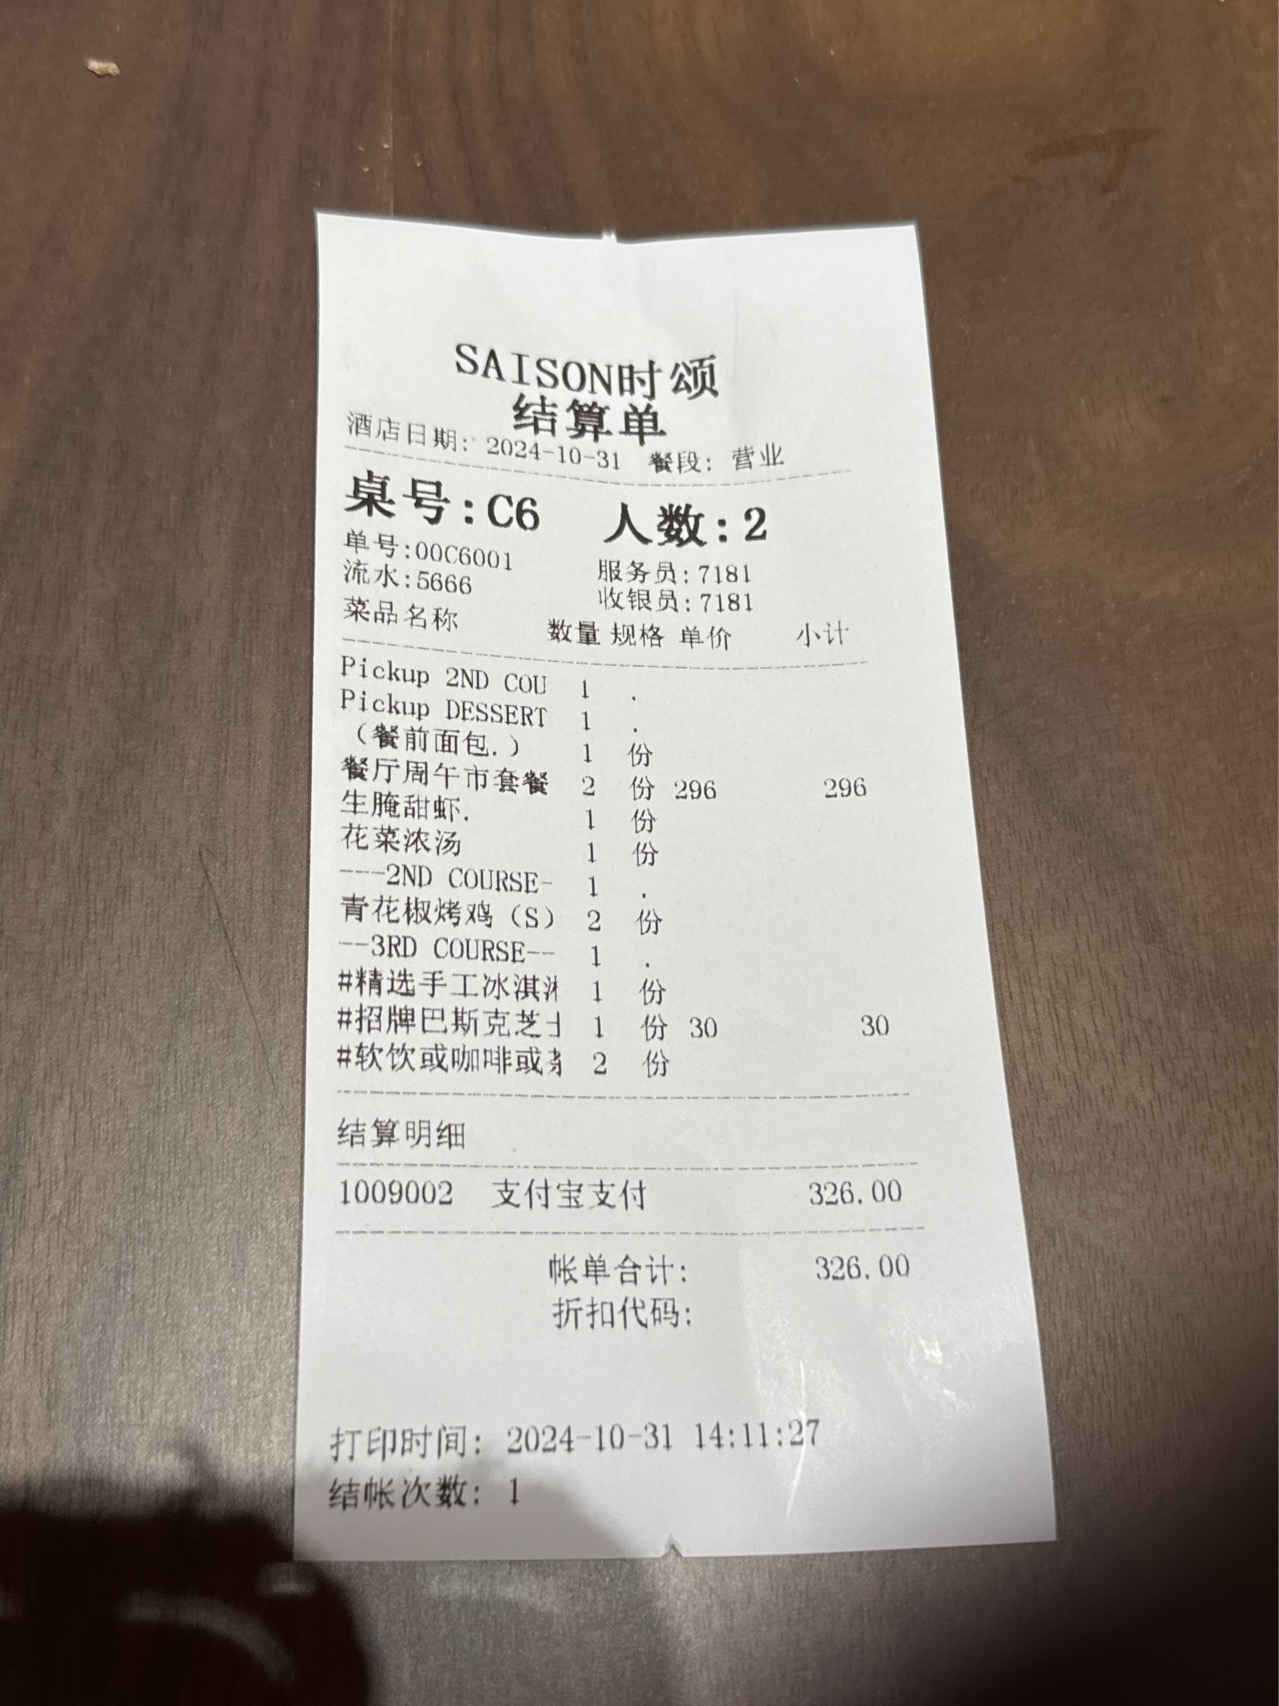 SAISON时颂
结算单
酒店日期: 2024-10-31 餐段: 营业
桌号:C6 人数:2
单号:00C6001
流水:5666 服务员:7181
收银员:7181
菜品名称 数量 规格 单价 小计
Pickup 2ND COU 1 .
Pickup DESSERT 1 .
(餐前面包.) 1 份
餐厅周午市套餐 2 份 296 296
生腌甜虾. 1 份
花菜浓汤 1 份
---2ND COURSE- 1 .
青花椒烤鸡(S) 2 份
--3RD COURSE-- 1 .
#精选手工冰淇 1 份
#招牌巴斯克芝 1 份 30 30
#软饮或咖啡或 2 份
结算明细
1009002 支付宝支付 326.00
帐单合计: 326.00
折扣代码:
打印时间: 2024-10-31 14:11:27
结帐次数: 1